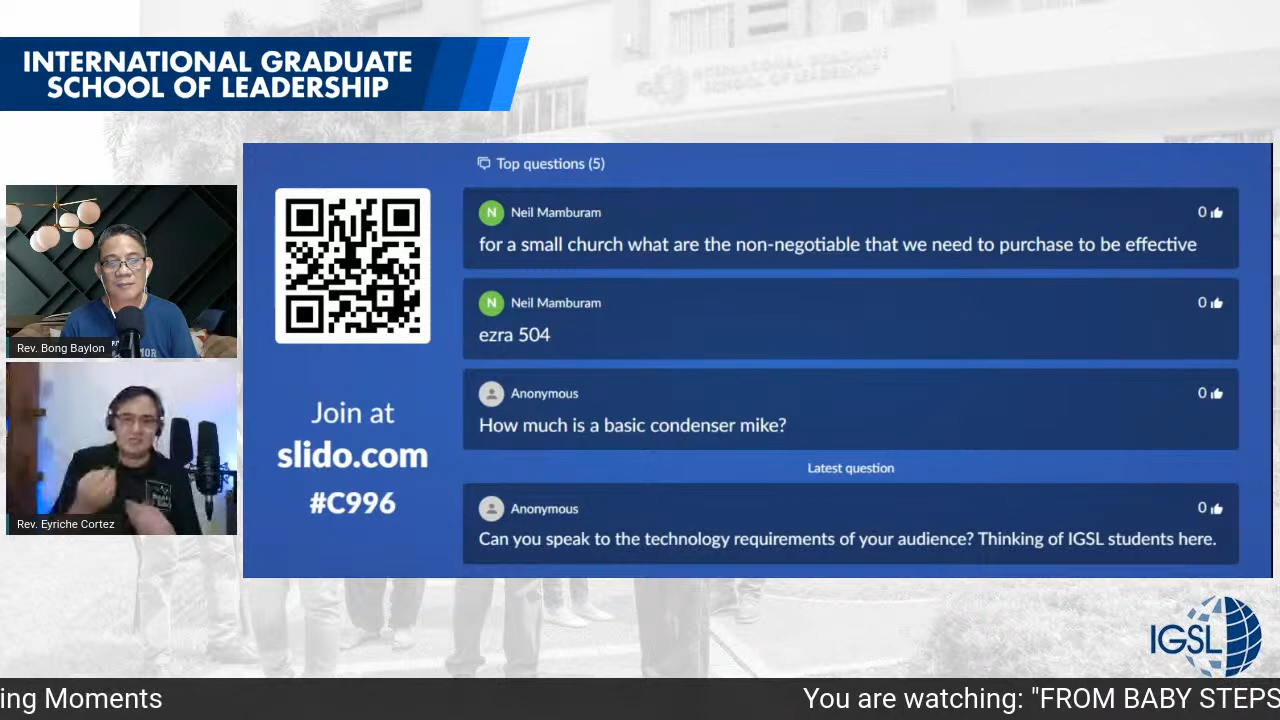 INTERNATIONAL GRADUATE
SCHOOL OF LEADERSHIP
Top questions (5)
N Neil Mamburam 0
for a small church what are the non-negotiable that we need to purchase to be effective
N Neil Mamburam 0
ezra 504
Anonymous 0
How much is a basic condenser mike?
Latest question
Anonymous 0
Can you speak to the technology requirements of your audience? Thinking of IGSL students here.
Join at
slido.com
#C996
Rev. Bong Baylon
Rev. Eyriche Cortez
IGSL
ing Moments
You are watching: "FROM BABY STEPS